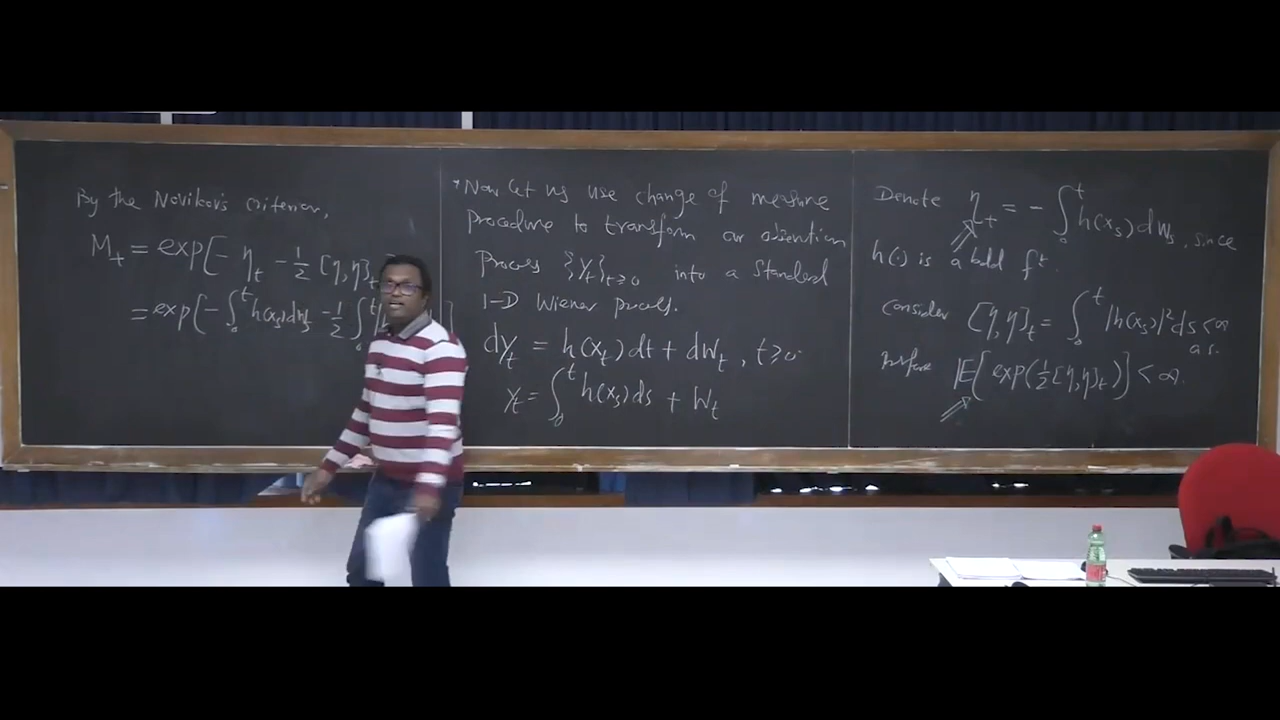 By the Novikovs criterion,
M_t = exp[- η_t - 1/2 [η,η]_t
= exp[- ∫_0^t h(x_s)dW_s - 1/2 ∫_0^t |h
*Now let us use change of measure
Procedure to transform our
Process {Y_t}_{t≥0} into a standard
1-D Wiener process.
dY_t = h(X_t)dt + dW_t, t≥0
Y_t = ∫_0^t h(X_s)ds + W_t
Denote η_t = - ∫_0^t h(X_s)dW_s, since
h(·) is a bdd f^t.
consider [η,η]_t = ∫_0^t |h(X_s)|^2 ds < ∞
a.s.
IE[exp(1/2[η,η]_t)] < ∞.